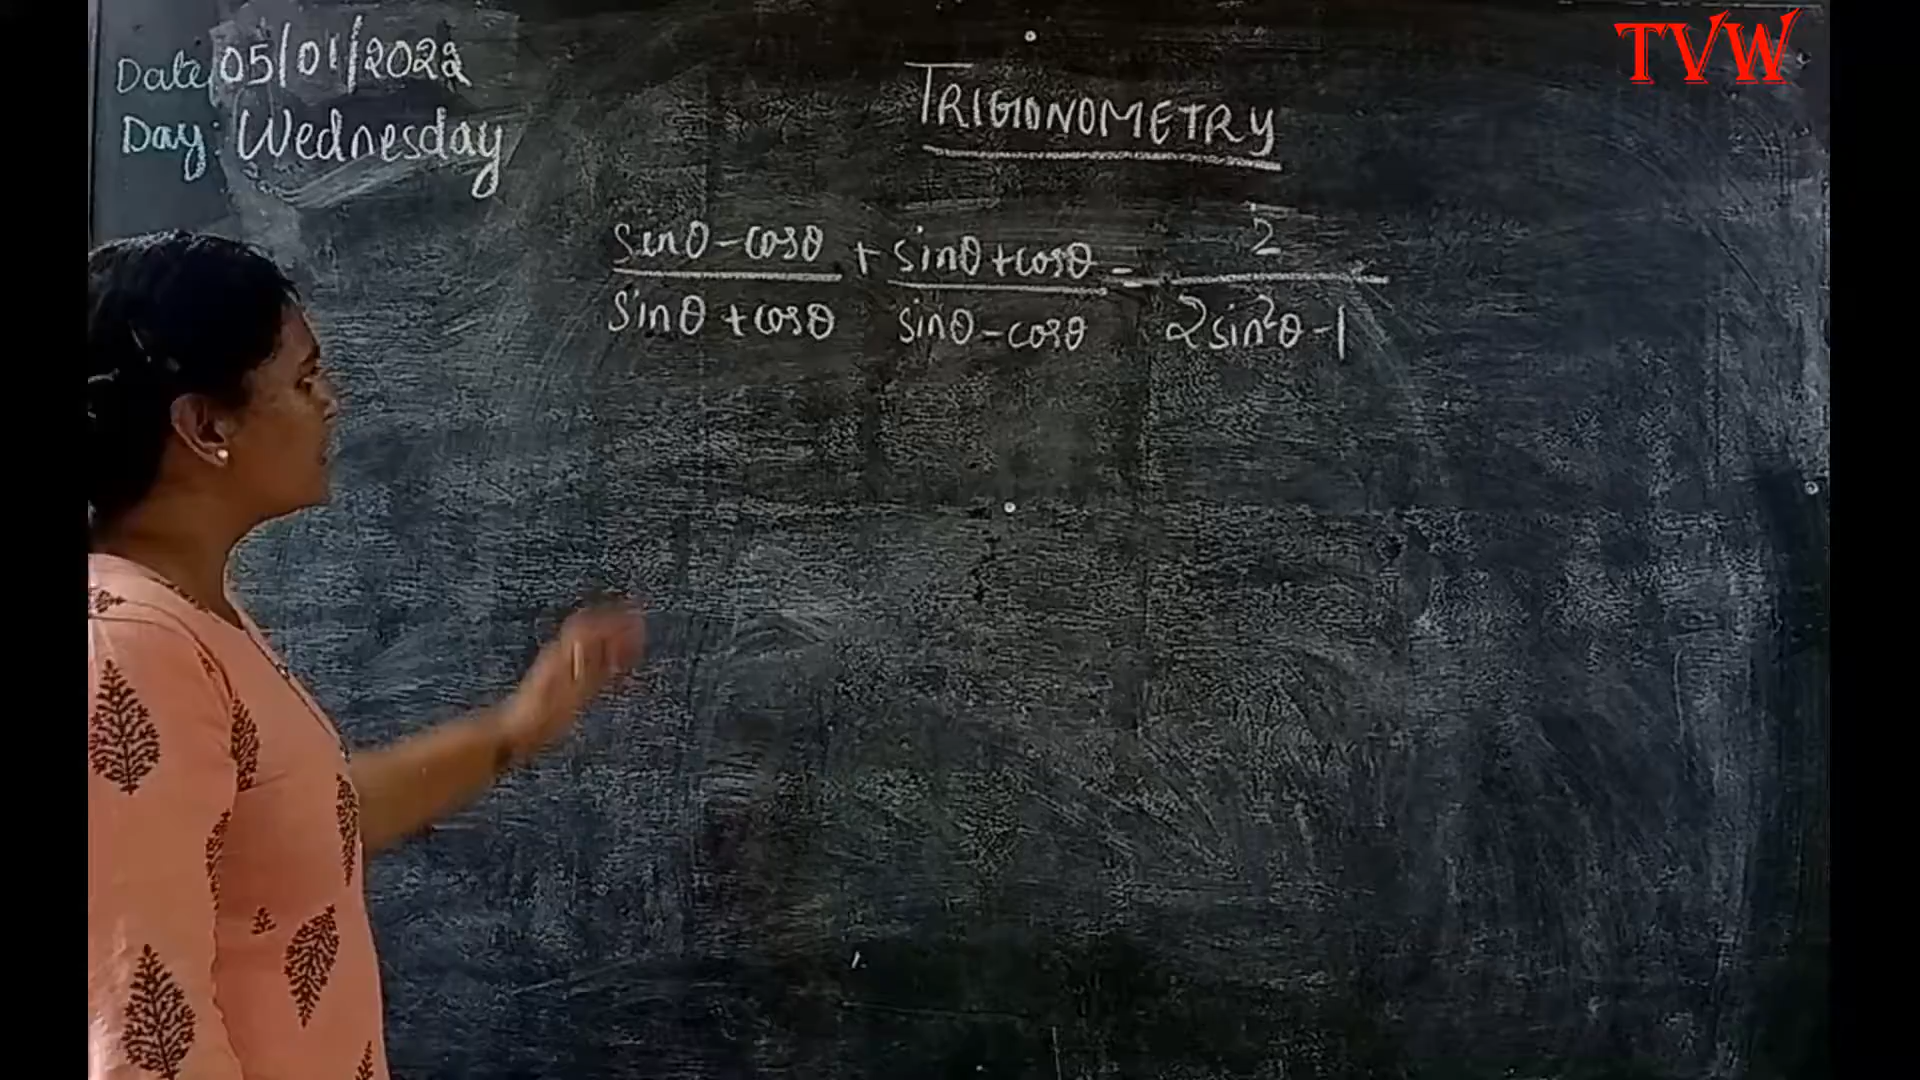 TVW
Date 05/01/2022
Day: Wednesday
TRIGONOMETRY
sinθ-cosθ/sinθ+cosθ + sinθ+cosθ/sinθ-cosθ = 2/2sin²θ-1